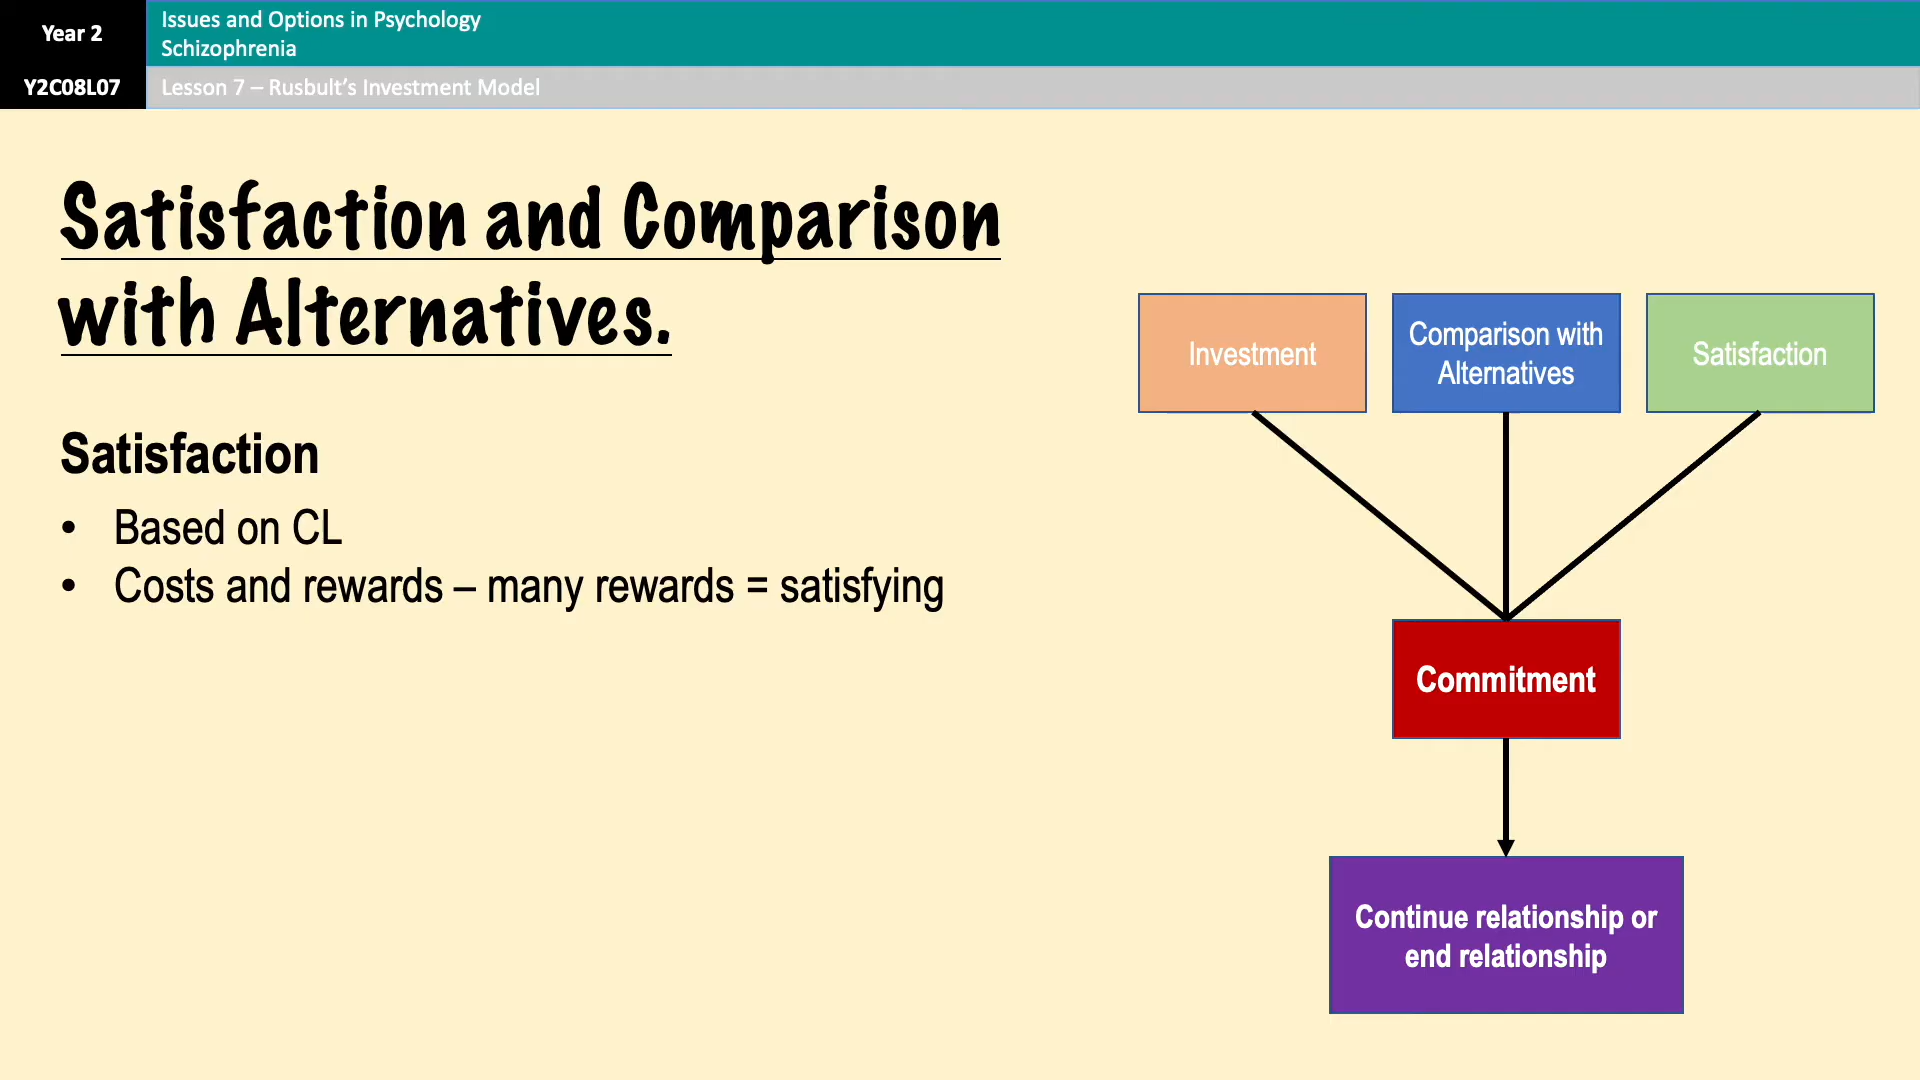 Year 2
Issues and Options in Psychology
Schizophrenia
Y2C08L07
Lesson 7 – Rusbult’s Investment Model
Satisfaction and Comparison
with Alternatives.
Satisfaction
• Based on CL
• Costs and rewards – many rewards = satisfying
Investment
Comparison with
Alternatives
Satisfaction
Commitment
Continue relationship or
end relationship